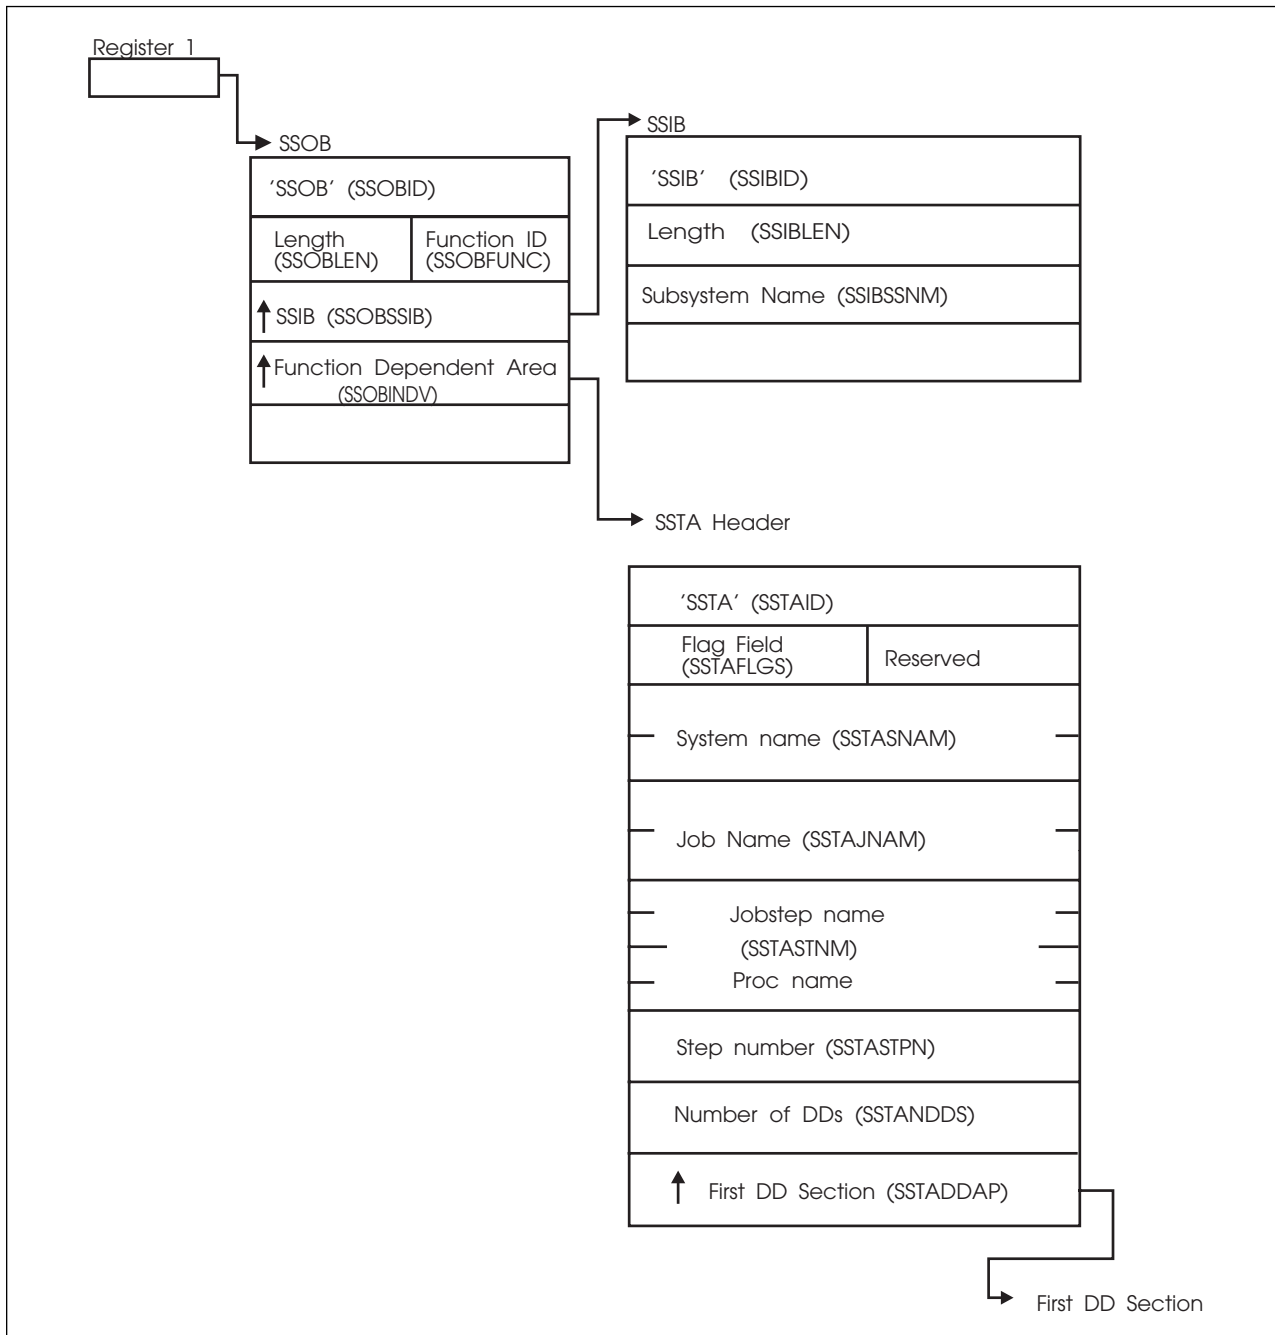 Register 1
SSOB
'SSOB' (SSOBID)
Length
(SSOBLEN)
Function ID
(SSOBFUNC)
SSIB (SSOBSSIB)
Function Dependent Area
(SSOBINDV)
SSIB
'SSIB' (SSIBID)
Length (SSIBLEN)
Subsystem Name (SSIBSSNM)
SSTA Header
'SSTA' (SSTAID)
Flag Field
(SSTAFLGS)
Reserved
System name (SSTASNAM)
Job Name (SSTAJNAM)
Jobstep name
(SSTASTNM)
Proc name
Step number (SSTASTPN)
Number of DDs (SSTANDDS)
First DD Section (SSTADDAP)
First DD Section